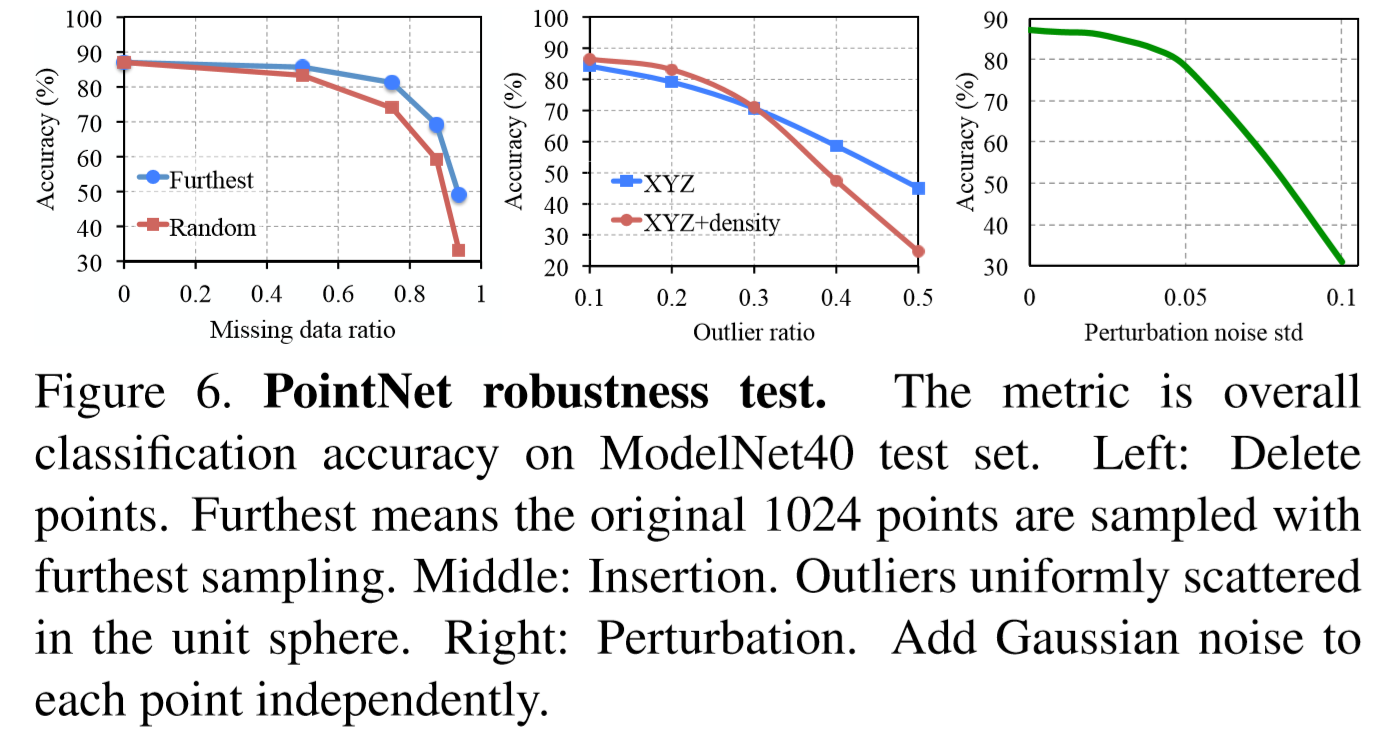 100
90
80
70
60
50
40
30
Accuracy (%)
Furthest
Random
0 0.2 0.4 0.6 0.8 1
Missing data ratio
100
90
80
70
60
50
40
30
20
Accuracy (%)
XYZ
XYZ+density
0.1 0.2 0.3 0.4 0.5
Outlier ratio
90
80
70
60
50
40
30
Accuracy (%)
0 0.05 0.1
Perturbation noise std
Figure 6. PointNet robustness test. The metric is overall
classification accuracy on ModelNet40 test set. Left: Delete
points. Furthest means the original 1024 points are sampled with
furthest sampling. Middle: Insertion. Outliers uniformly scattered
in the unit sphere. Right: Perturbation. Add Gaussian noise to
each point independently.